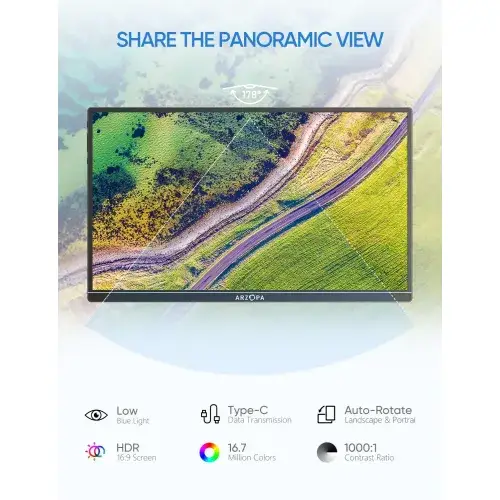 SHARE THE PANORAMIC VIEW
178°
ARZOPA
Low
Blue Light
Type-C
Data Transmission
Auto-Rotate
Landscape & Portrai
HDR
16:9 Screen
16.7
Million Colors
1000:1
Contrast Ratio